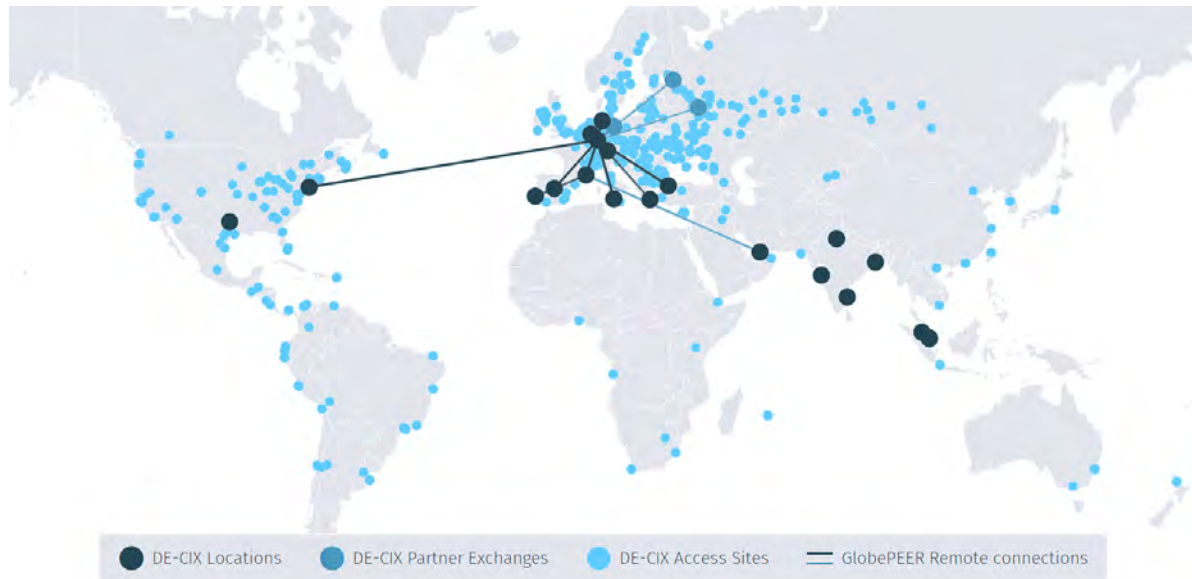 DE-CIX Locations DE-CIX Partner Exchanges DE-CIX Access Sites GlobePEER Remote connections